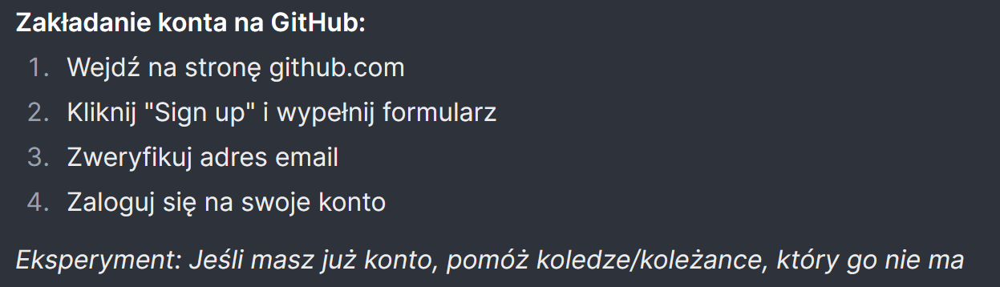 Zakładanie konta na GitHub:
1. Wejdź na stronę github.com
2. Kliknij "Sign up" i wypełnij formularz
3. Zweryfikuj adres email
4. Zaloguj się na swoje konto
Eksperyment: Jeśli masz już konto, pomóż koledze/koleżance, który go nie ma